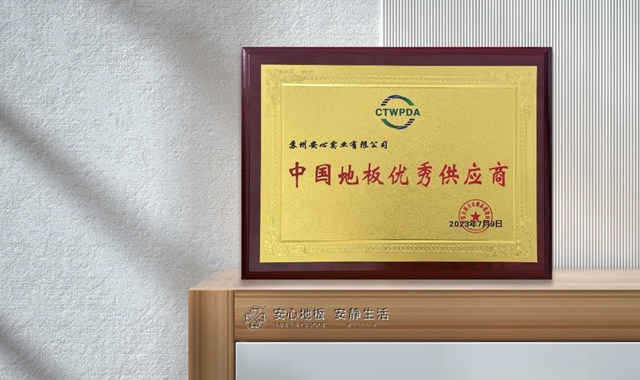 CTWPDA
苏州安心实业有限公司
中国地板优秀供应商
2023年7月9日
安心地板 安静生活